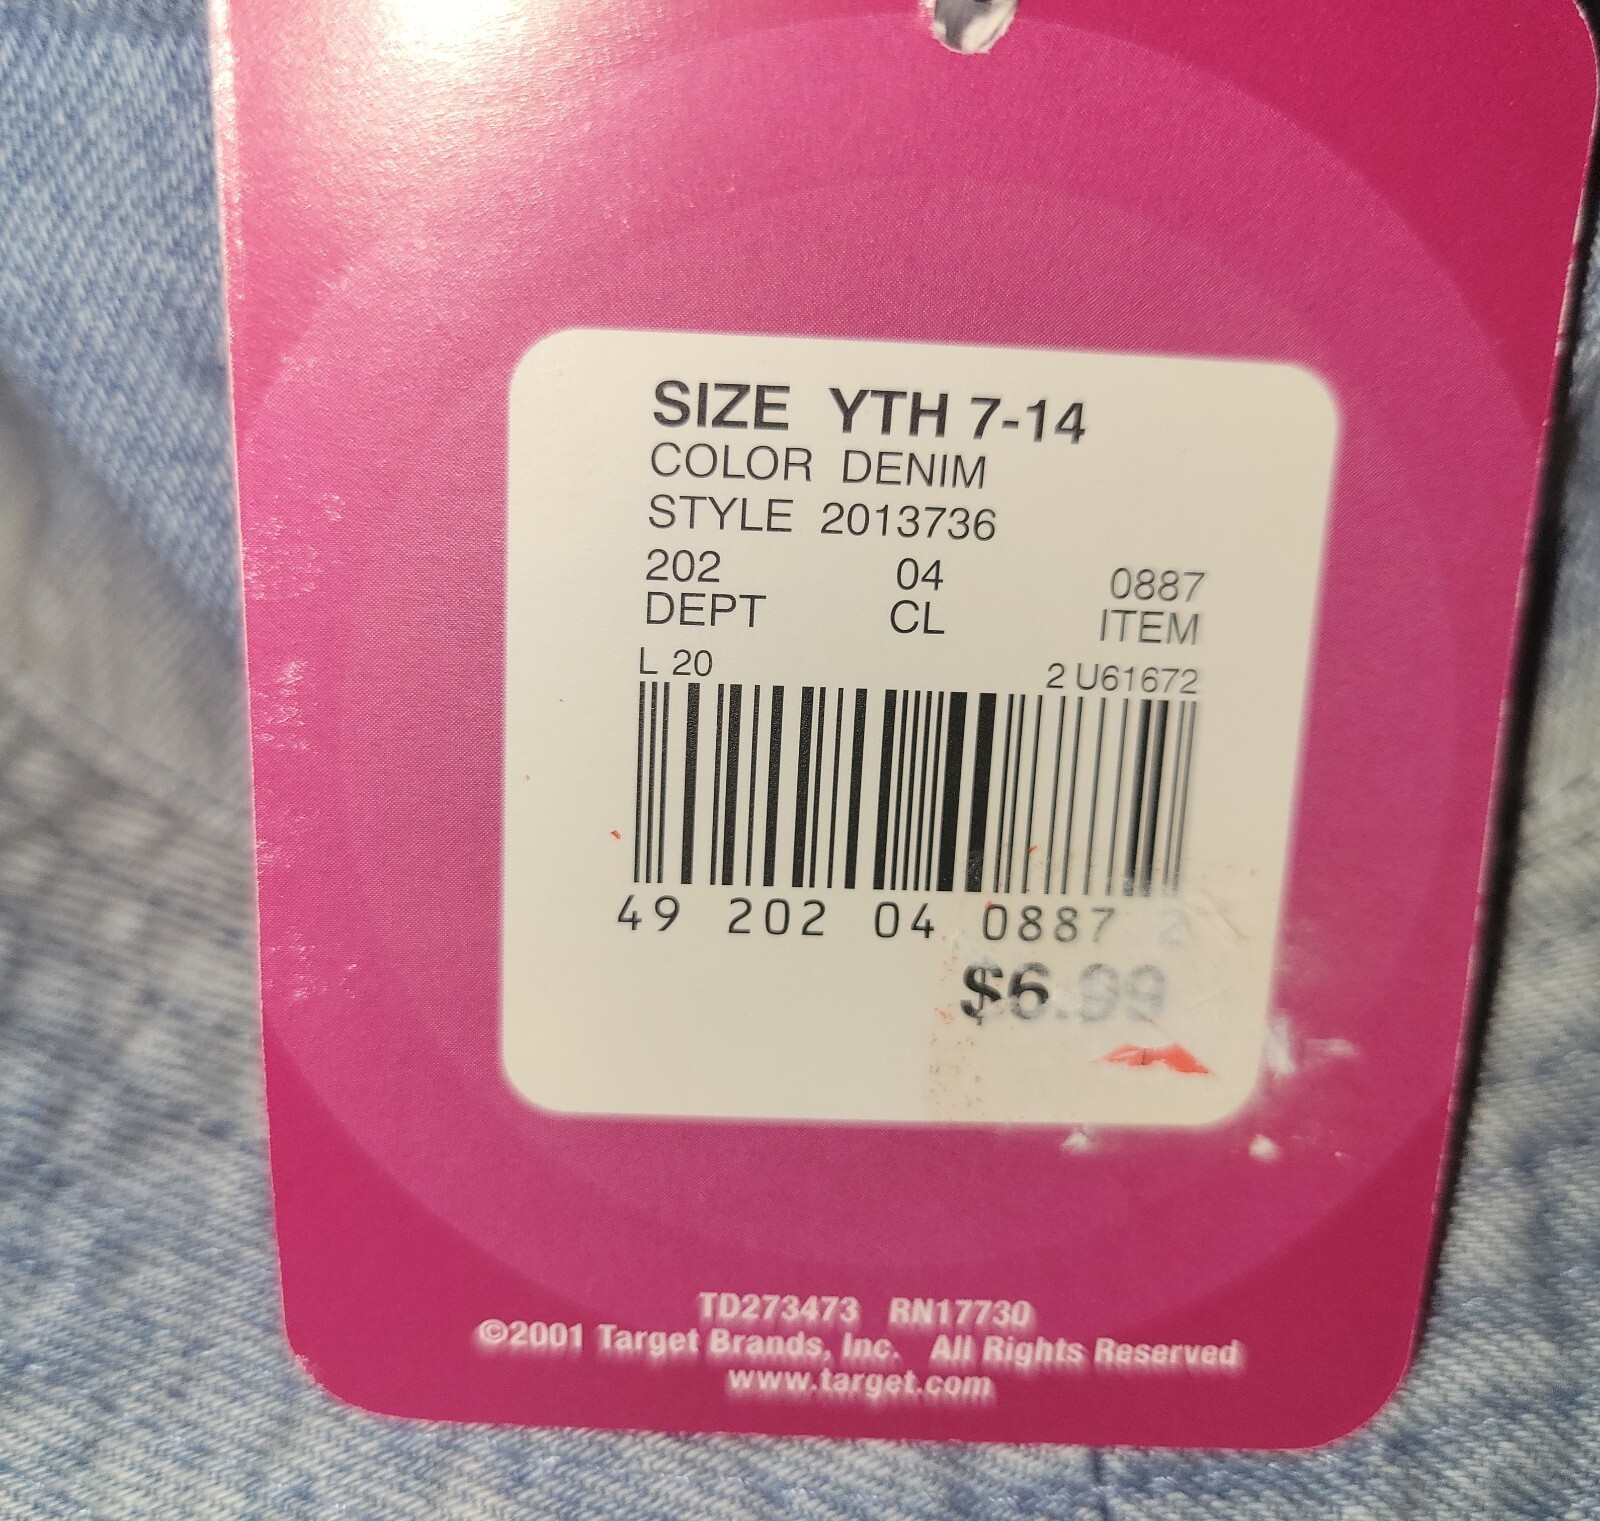 SIZE YTH 7-14
COLOR DENIM
STYLE 2013736
202 04 0887
DEPT CL ITEM
L 20 2 U61672
49 202 04 0887 2
$6.99
TD273473 RN17730
©2001 Target Brands, Inc. All Rights Reserved
www.target.com